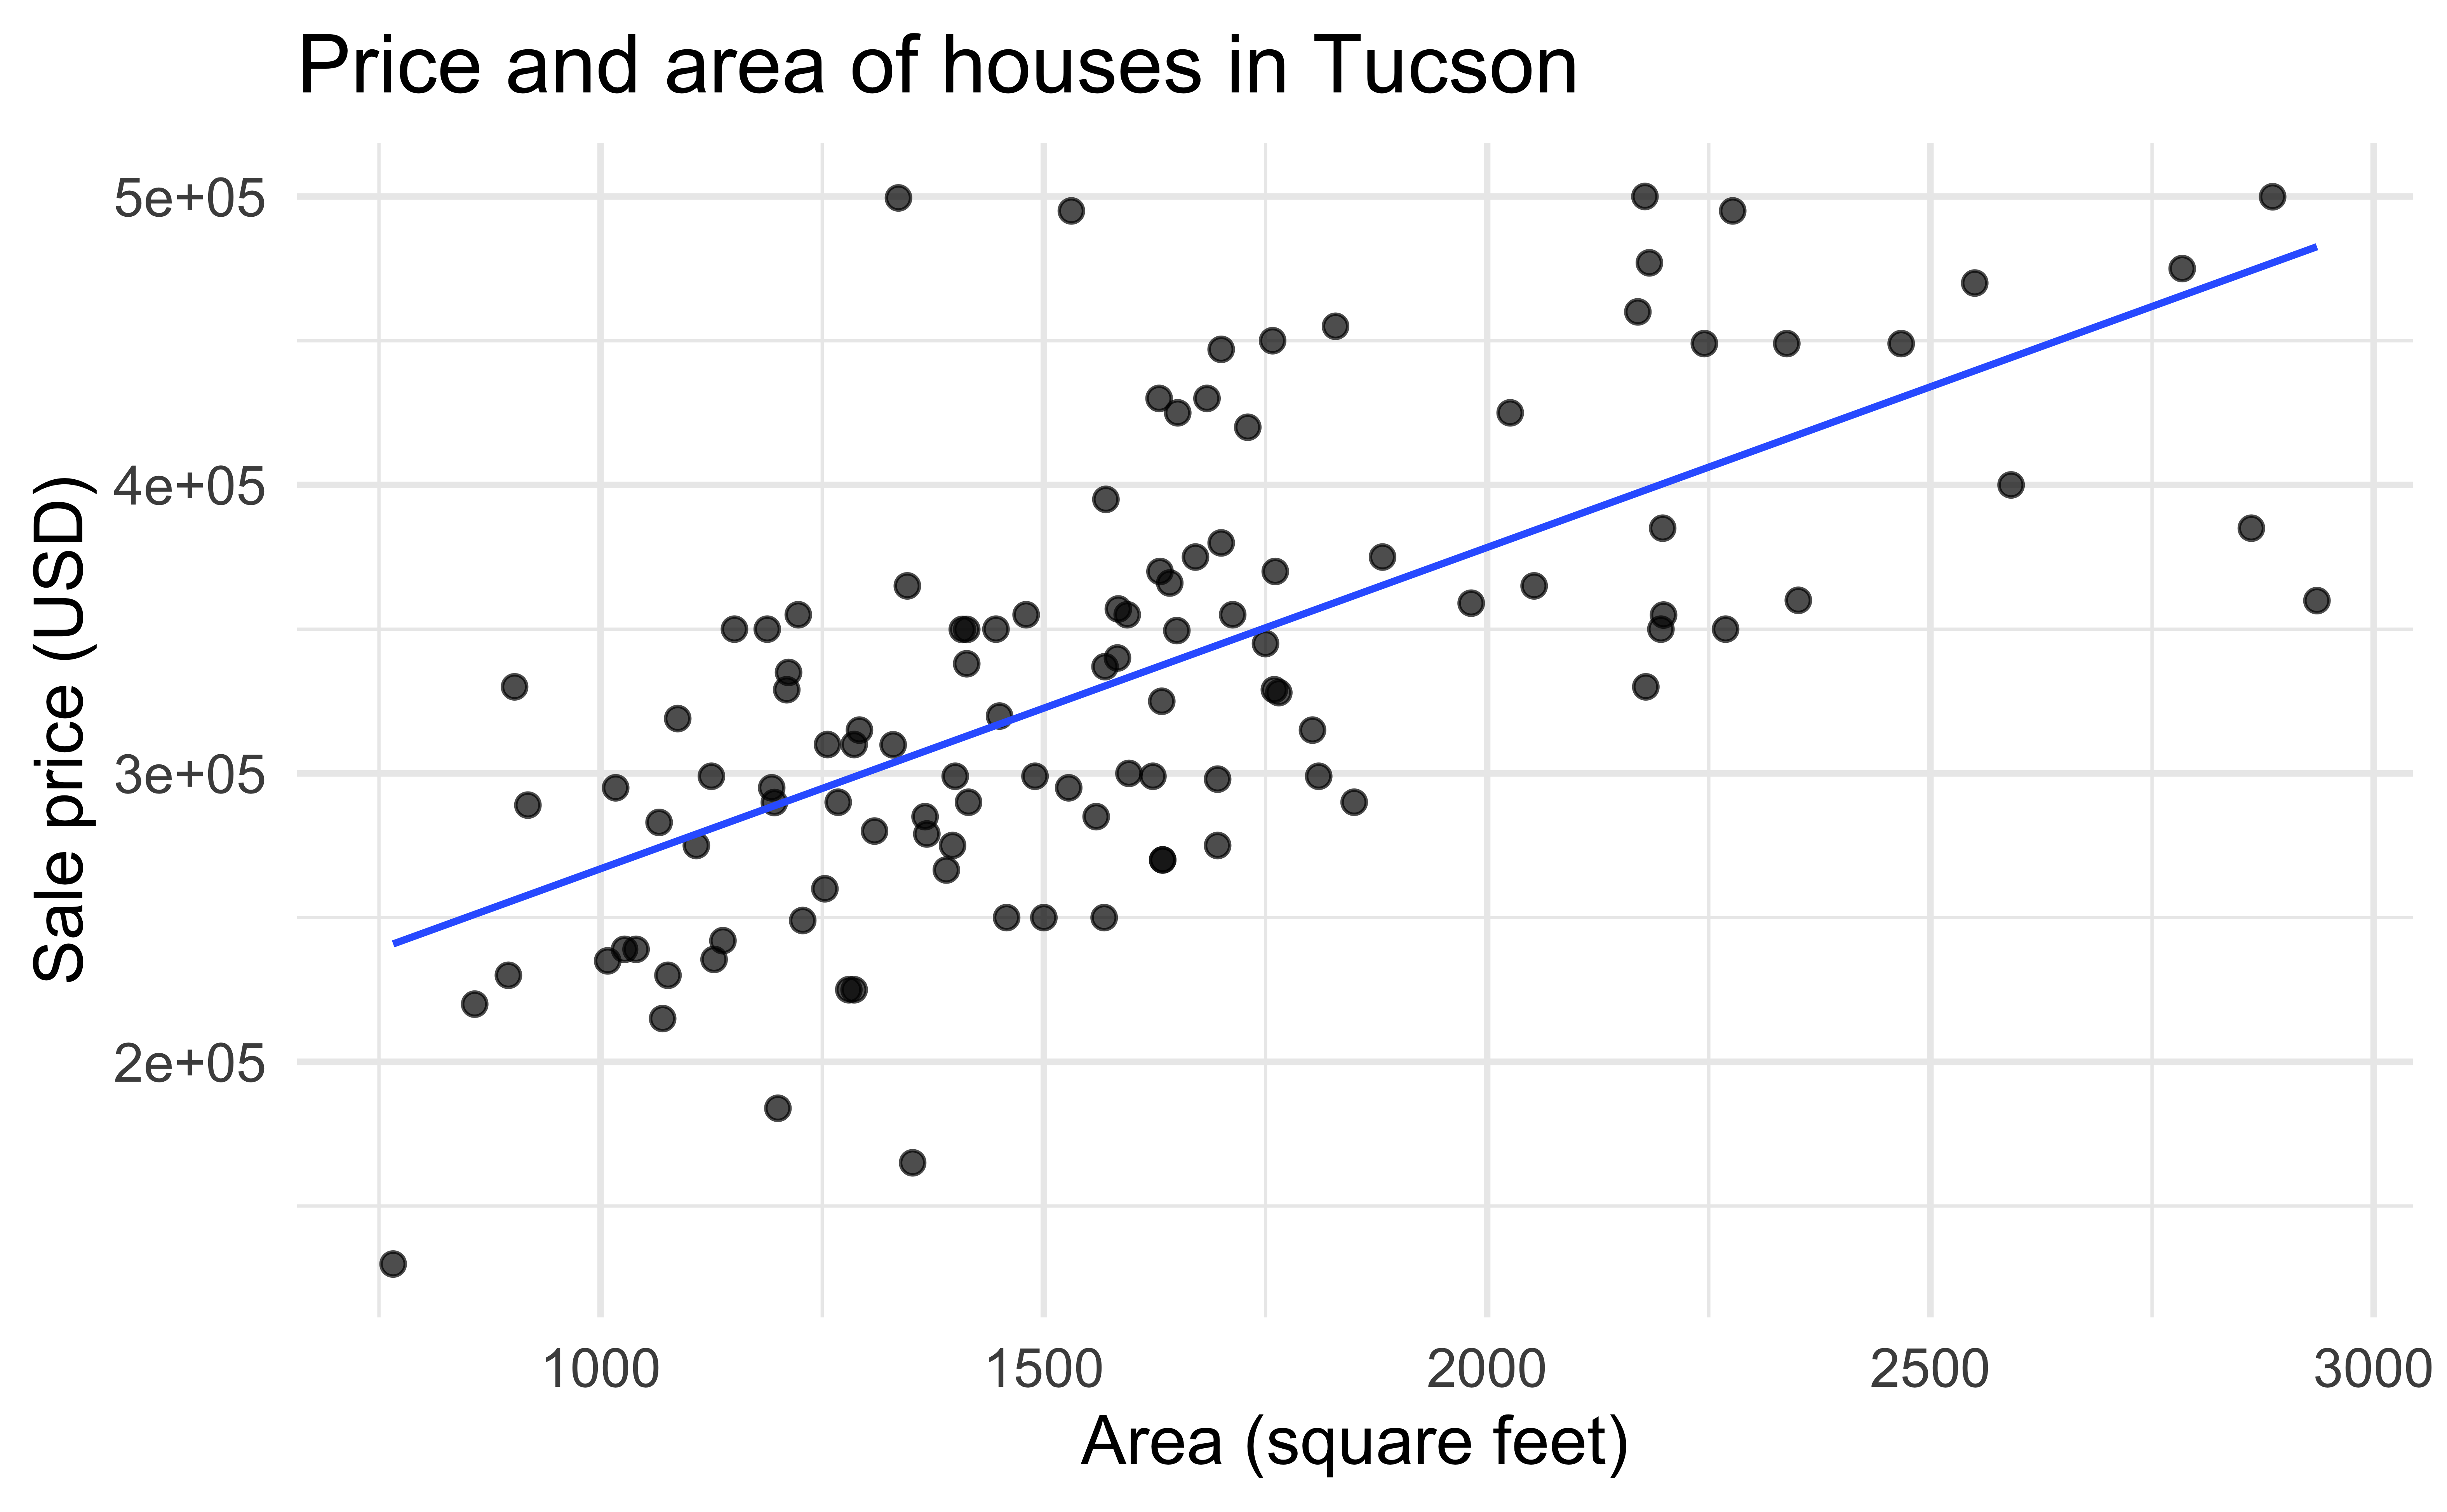 Price and area of houses in Tucson
5e+05
4e+05
3e+05
2e+05
Sale price (USD)
1000 1500 2000 2500 3000
Area (square feet)